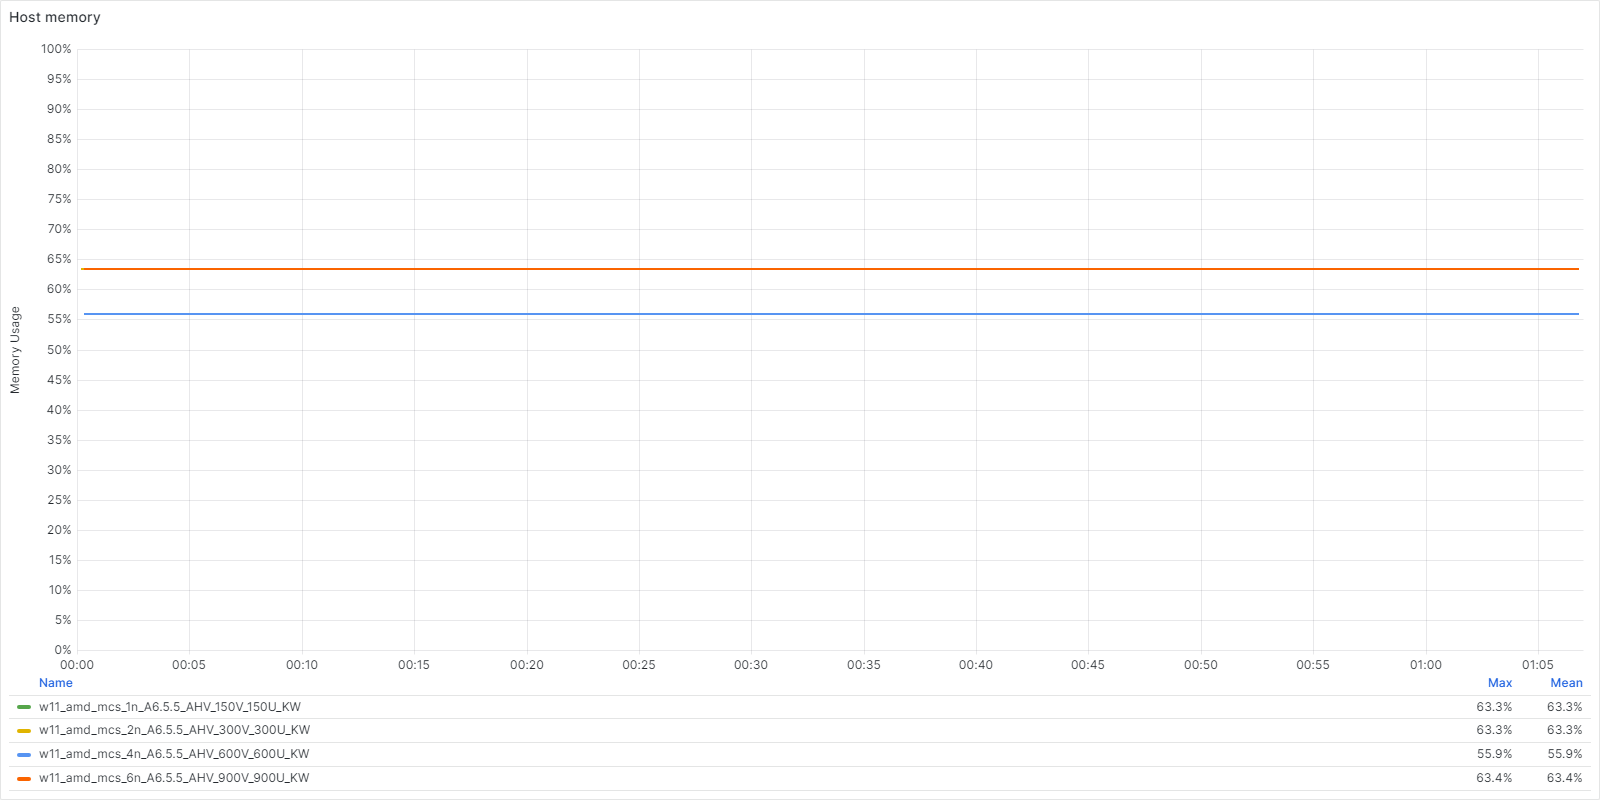 Host memory
Memory Usage
100%
95%
90%
85%
80%
75%
70%
65%
60%
55%
50%
45%
40%
35%
30%
25%
20%
15%
10%
5%
0%
00:00 00:05 00:10 00:15 00:20 00:25 00:30 00:35 00:40 00:45 00:50 00:55 01:00 01:05
Name Max Mean
w11_amd_mcs_1n_A6.5.5_AHV_150V_150U_KW 63.3% 63.3%
w11_amd_mcs_2n_A6.5.5_AHV_300V_300U_KW 63.3% 63.3%
w11_amd_mcs_4n_A6.5.5_AHV_600V_600U_KW 55.9% 55.9%
w11_amd_mcs_6n_A6.5.5_AHV_900V_900U_KW 63.4% 63.4%